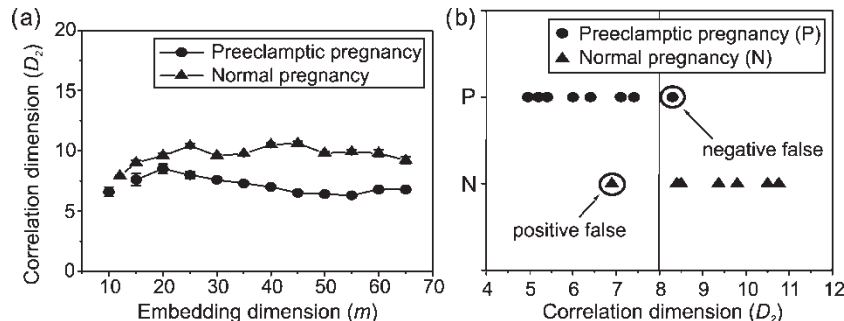 (a)
20
15
10
5
0
Correlation dimension (D2)
Preeclamptic pregnancy
Normal pregnancy
10 20 30 40 50 60 70
Embedding dimension (m)
(b)
Preeclamptic pregnancy (P)
Normal pregnancy (N)
P
negative false
N
positive false
4 5 6 7 8 9 10 11 12
Correlation dimension (D2)